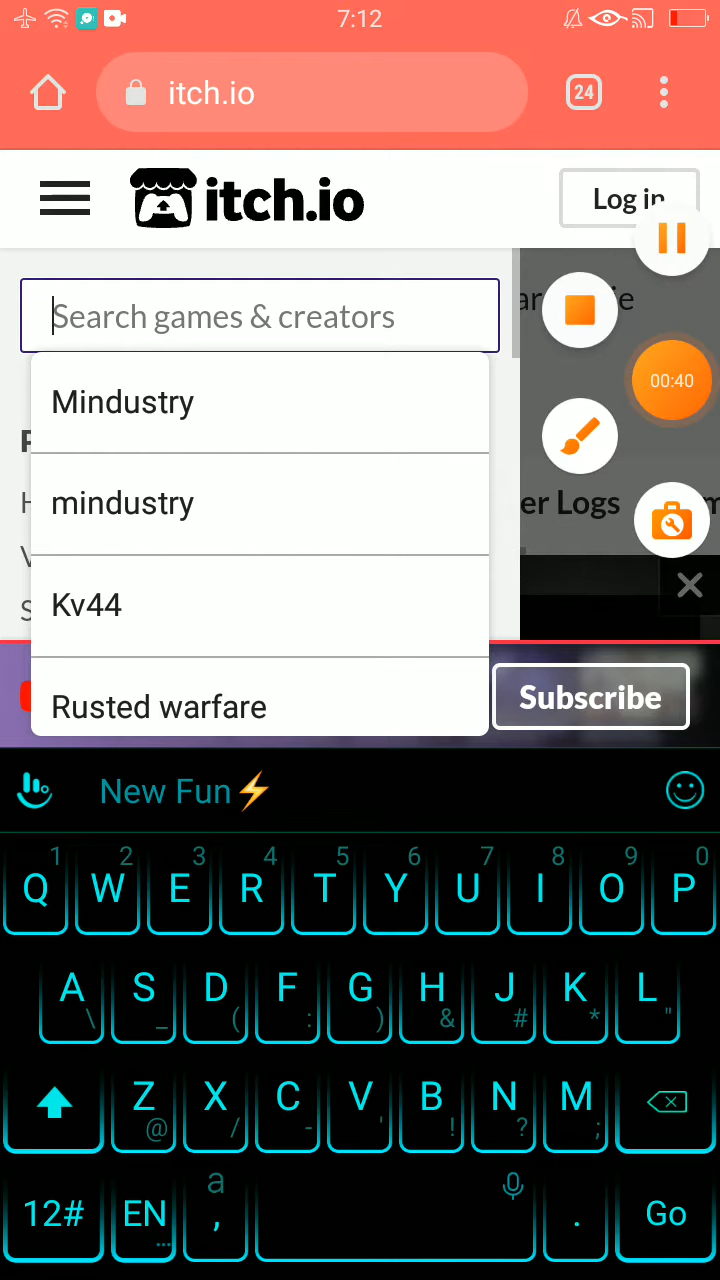 7:12
itch.io
24
itch.io
Log in
00:40
Search games & creators
Mindustry
mindustry
Kv44
Rusted warfare
er Logs
Subscribe
New Fun⚡
1 2 3 4 5 6 7 8 9 0
Q W E R T Y U I O P
A S D F G H J K L
\ _ ( : ) & # * "
Z X C V B N M
@ / - ' ! ? ;
a
12# EN , . Go
...